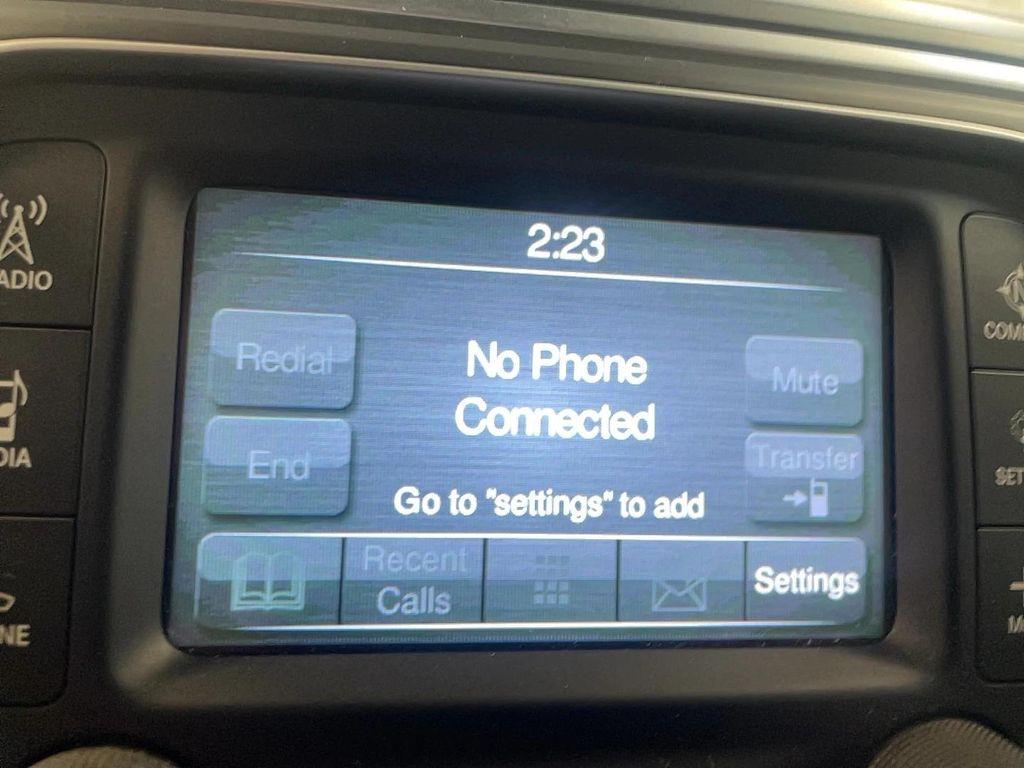 2:23
ADIO
Redial
No Phone
Connected
Mute
COM
DIA
End
Transfer
SET
Go to "settings" to add
Recent
Calls
Settings
NE
M